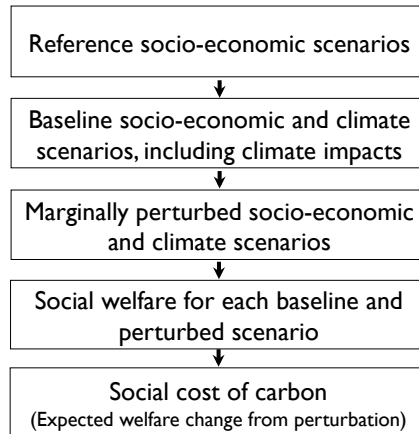 Reference socio-economic scenarios
Baseline socio-economic and climate
scenarios, including climate impacts
Marginally perturbed socio-economic
and climate scenarios
Social welfare for each baseline and
perturbed scenario
Social cost of carbon
(Expected welfare change from perturbation)